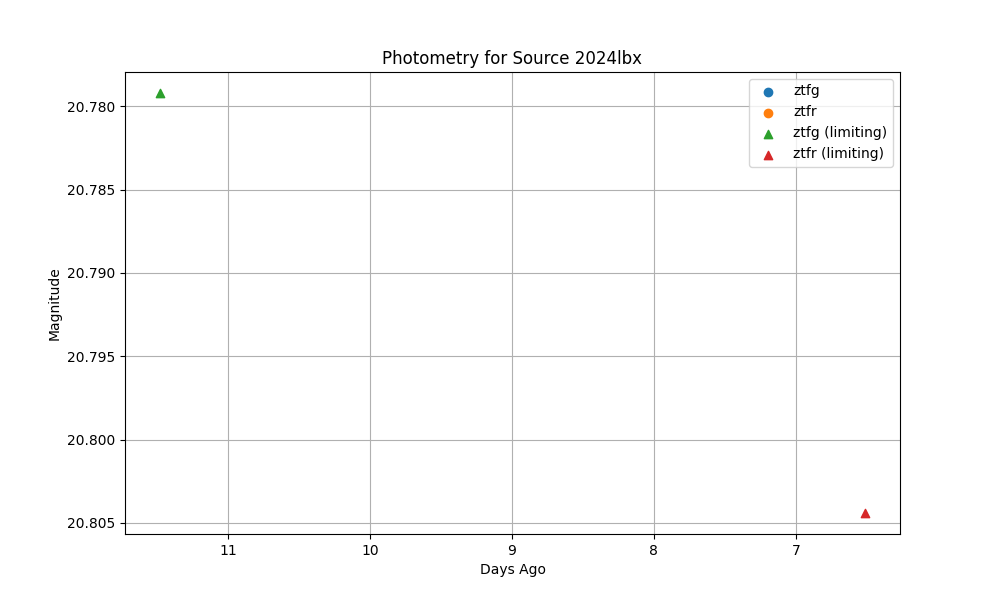 Photometry for Source 2024lbx
ztfg
ztfr
ztfg (limiting)
ztfr (limiting)
20.780
20.785
20.790
20.795
20.800
20.805
Magnitude
11 10 9 8 7
Days Ago